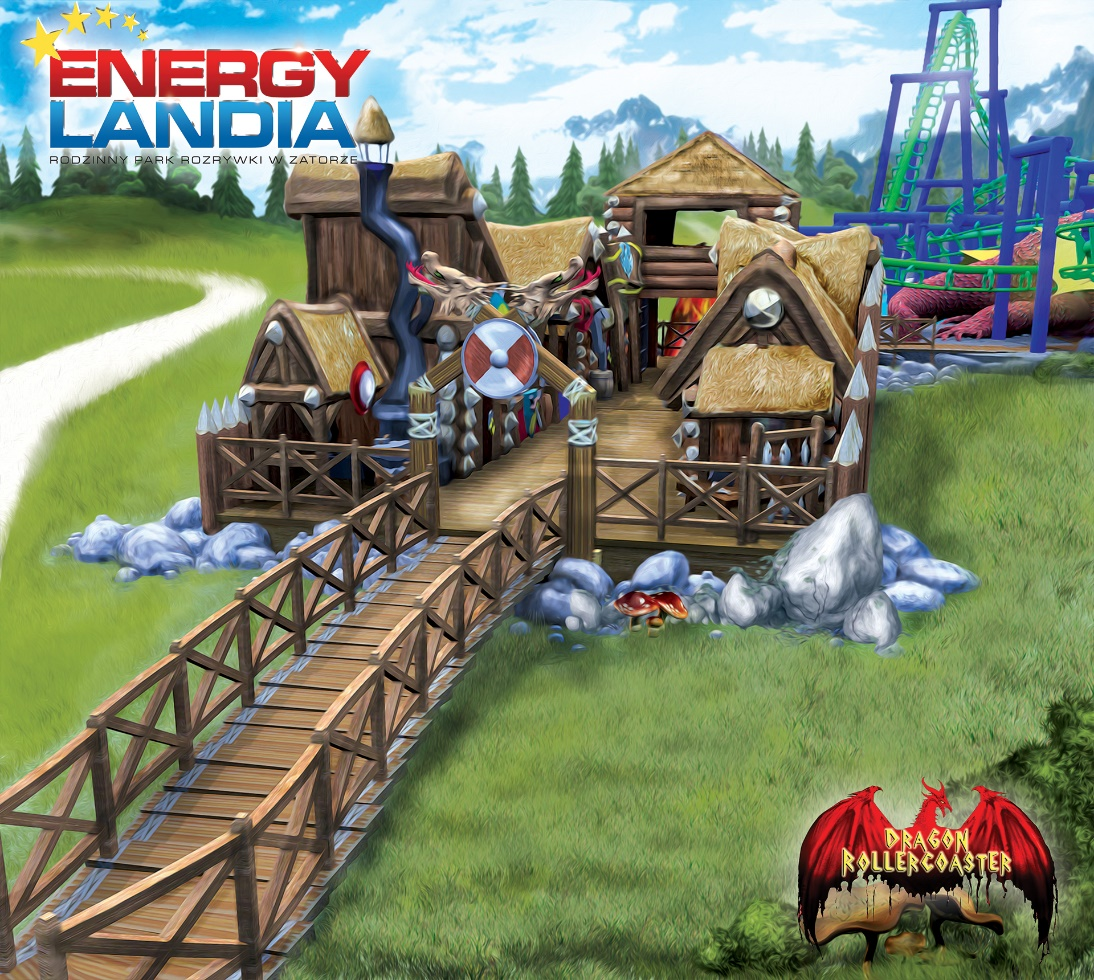 ENERGY
LANDIA
RODZINNY PARK ROZRYWKI W ZATORZE
DRAGON
ROLLERCOASTER